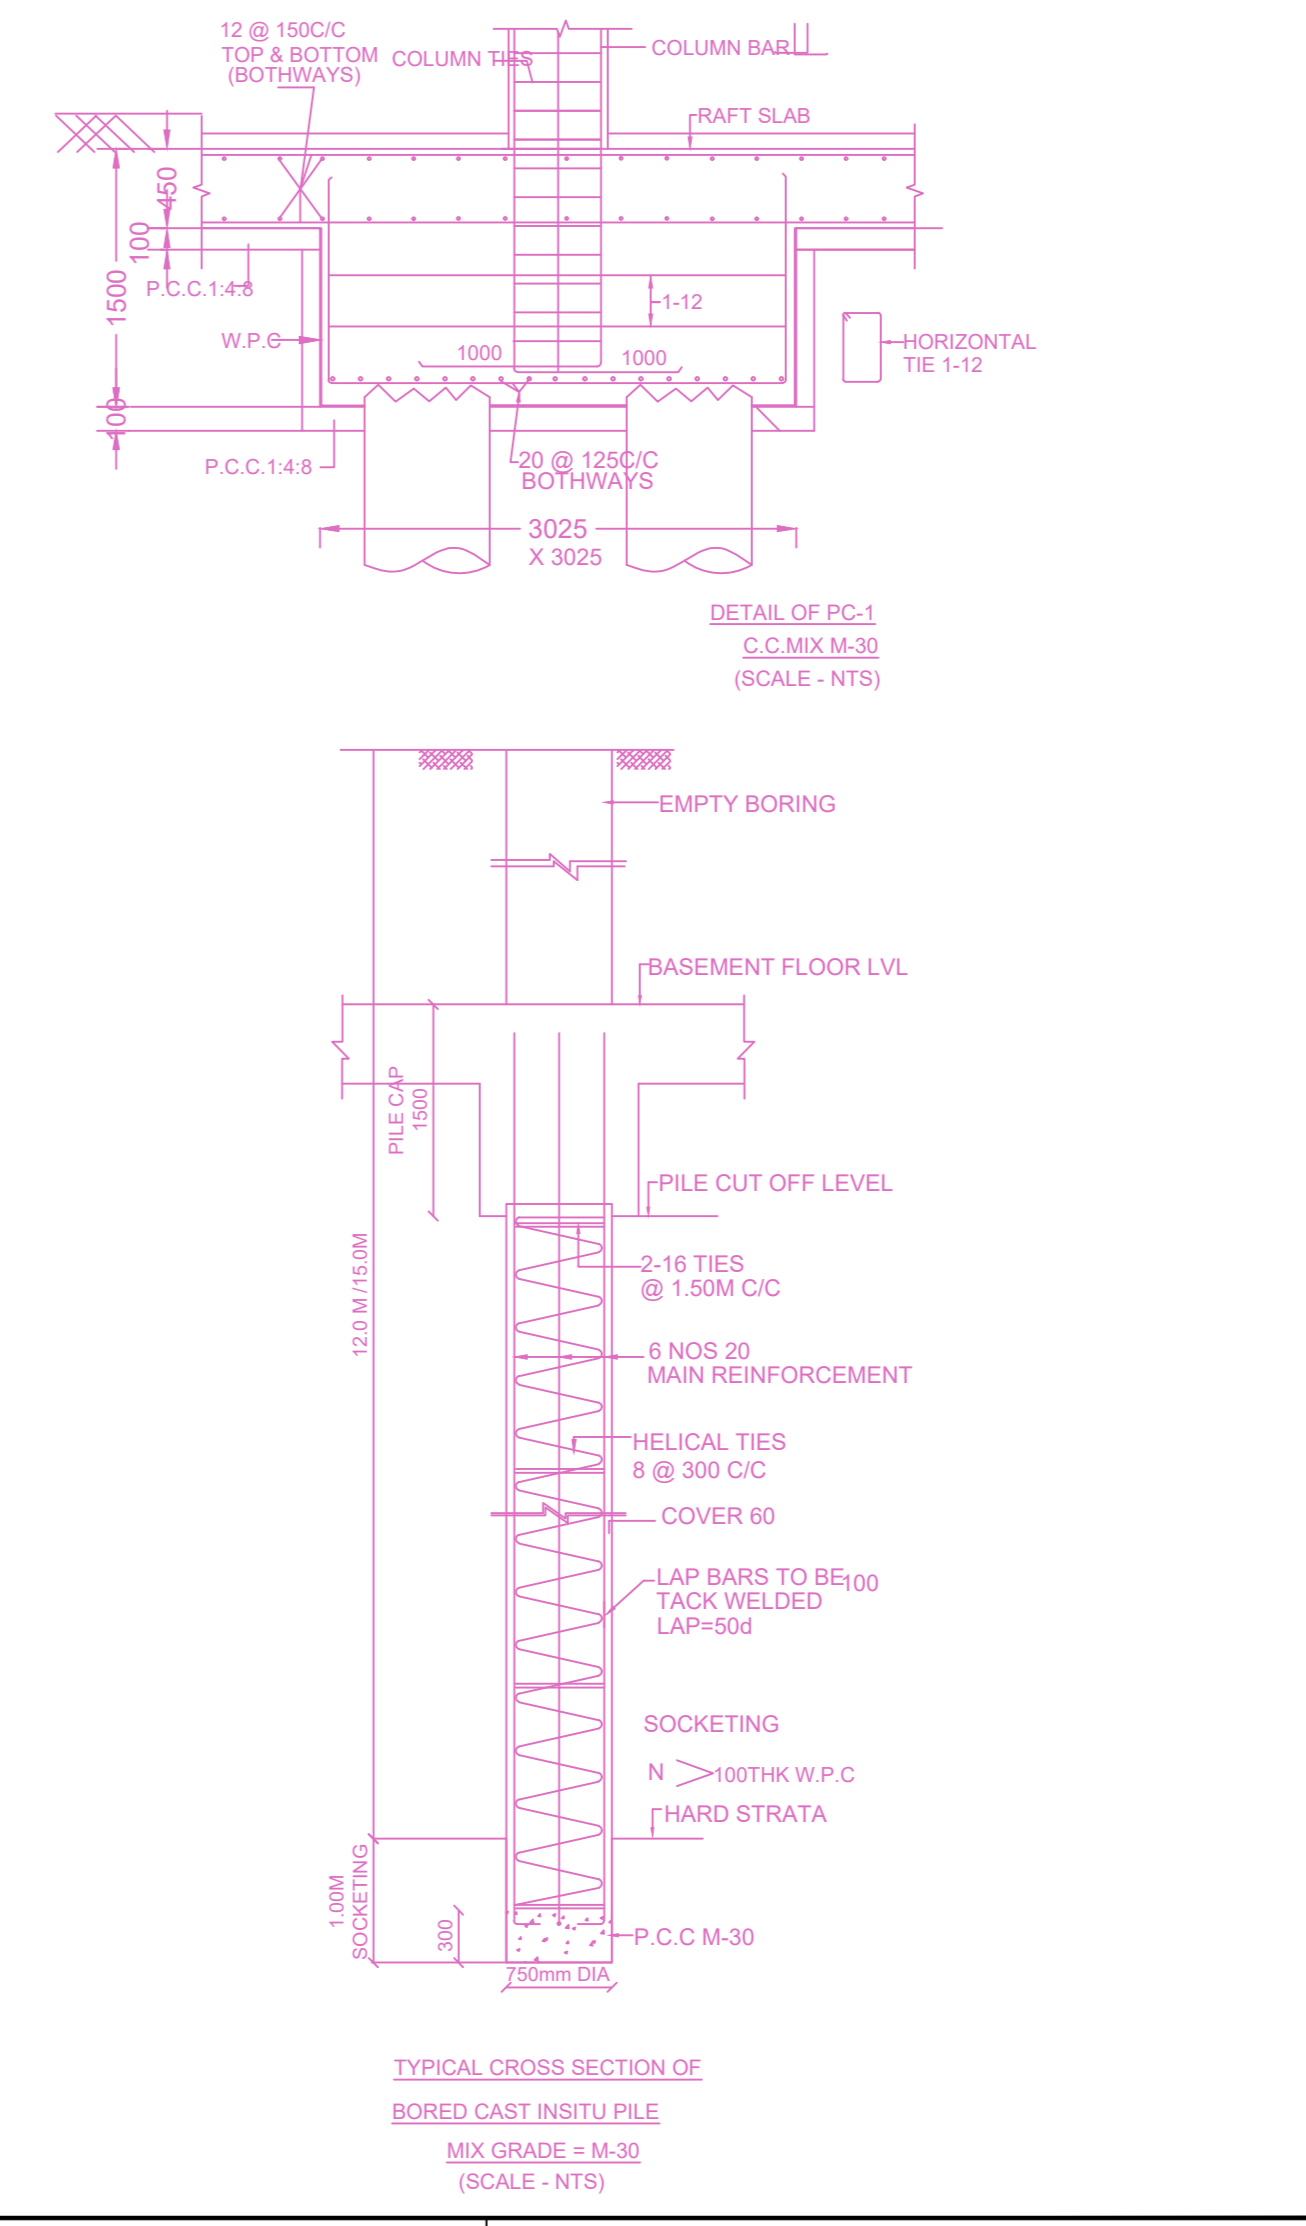 12 @ 150C/C
TOP & BOTTOM
(BOTHWAYS)
COLUMN TIES
COLUMN BAR
RAFT SLAB
450
100
1500
100
P.C.C.1:4:8
W.P.C
1-12
1000
1000
HORIZONTAL
TIE 1-12
P.C.C.1:4:8
20 @ 125C/C
BOTHWAYS
3025
X 3025
DETAIL OF PC-1
C.C.MIX M-30
(SCALE - NTS)
EMPTY BORING
BASEMENT FLOOR LVL
PILE CAP
1500
PILE CUT OFF LEVEL
2-16 TIES
@ 1.50M C/C
12.0 M /15.0M
6 NOS 20
MAIN REINFORCEMENT
HELICAL TIES
8 @ 300 C/C
COVER 60
LAP BARS TO BE
100
TACK WELDED
LAP=50d
SOCKETING
N
100THK W.P.C
HARD STRATA
1.00M
SOCKETING
300
P.C.C M-30
750mm DIA
TYPICAL CROSS SECTION OF
BORED CAST INSITU PILE
MIX GRADE = M-30
(SCALE - NTS)